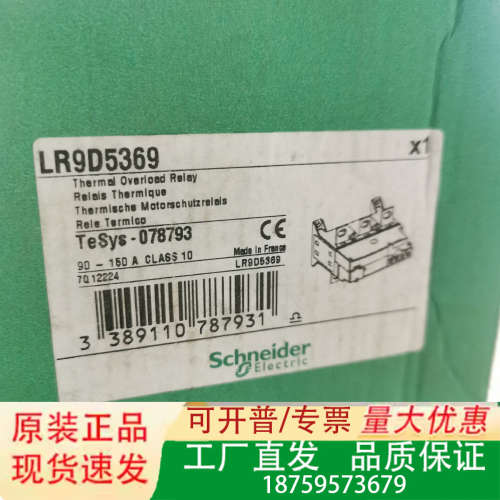 LR9D5369
x1
Thermal Overload Relay
Relais Thermique
Thermische Motorschutzrelais
Rele Termico
TeSys - 078793
CE
90 - 150 A CLASS 10
Made in France
7Q12224
LR9D5369
3 389110 787931
Schneider
Electric
原装正品
现货速发
可开普/专票
量大优惠
工厂直发 品质保证
18759573679